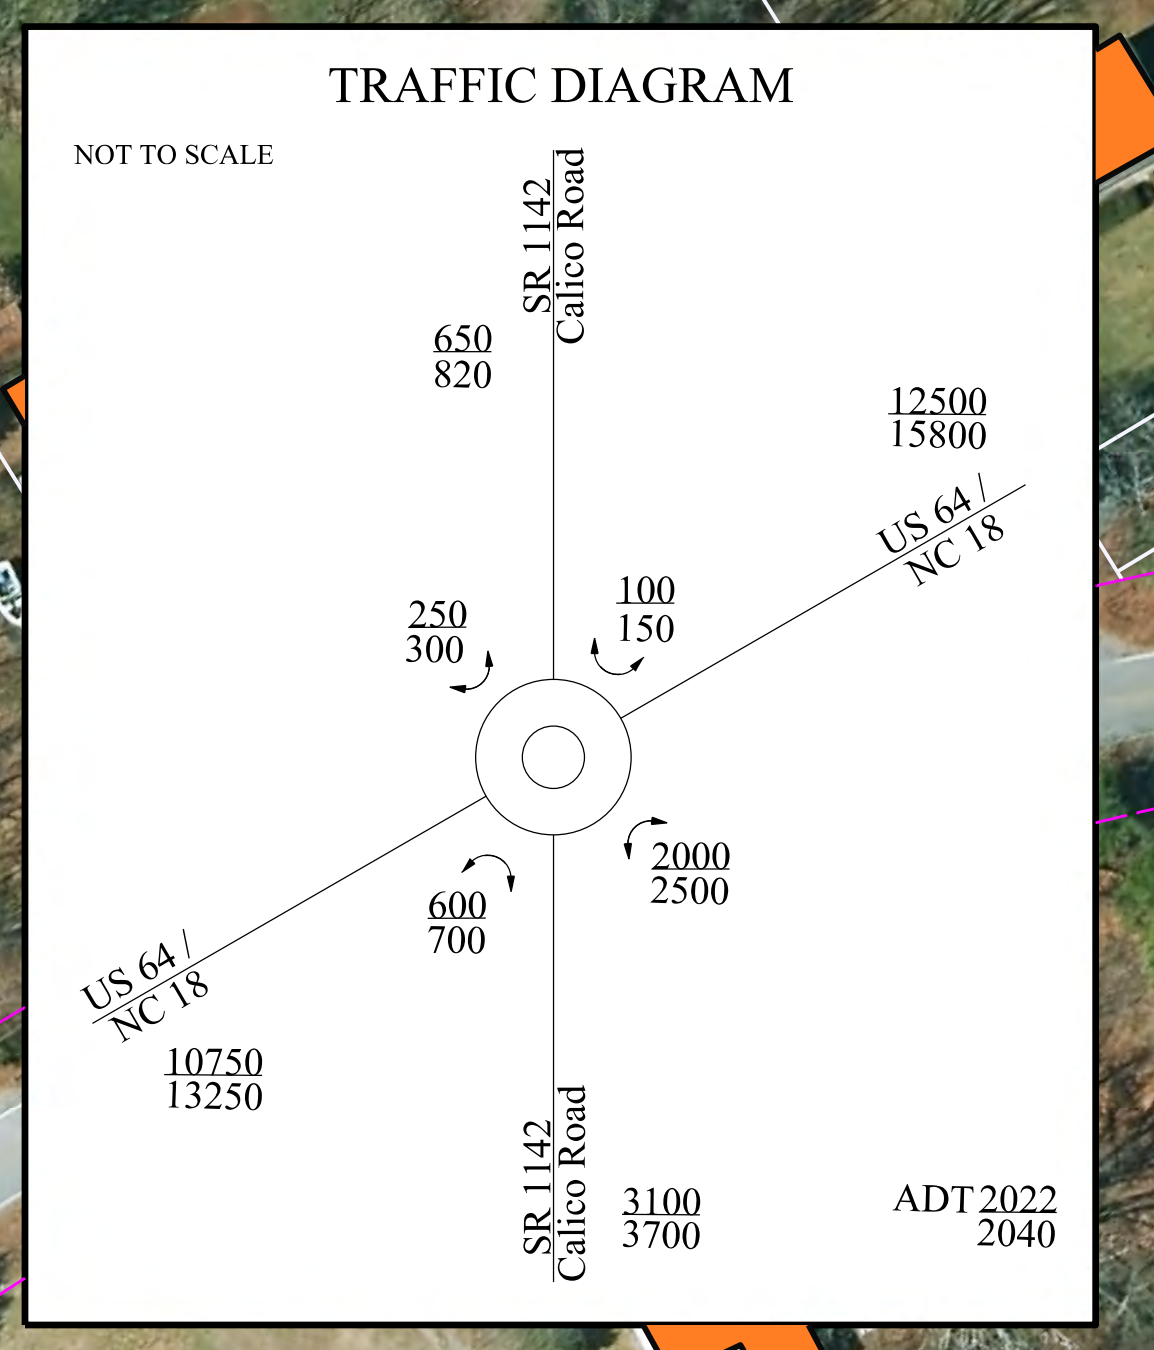 TRAFFIC DIAGRAM
NOT TO SCALE
SR 1142
Calico Road
650
820
12500
15800
US 64 /
NC 18
100
150
250
300
2000
2500
600
700
US 64 /
NC 18
10750
13250
SR 1142
Calico Road
3100
3700
ADT 2022
2040